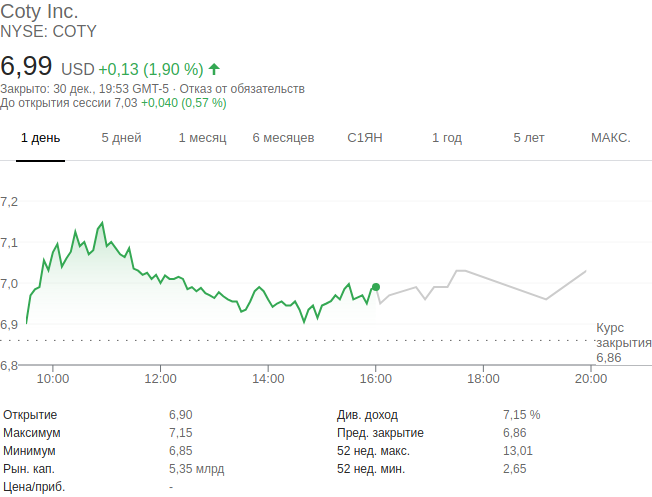 Coty Inc.
NYSE: COTY
6,99 USD +0,13 (1,90 %)
Закрыто: 30 дек., 19:53 GMT-5 · Отказ от обязательств
До открытия сессии 7,03 +0,040 (0,57 %)
1 день 5 дней 1 месяц 6 месяцев С1ЯН 1 год 5 лет МАКС.
7,2
7,1
7,0
6,9
Курс
закрытия
6,86
6,8
10:00 12:00 14:00 16:00 18:00 20:00
Открытие 6,90 Див. доход 7,15 %
Максимум 7,15 Пред. закрытие 6,86
Минимум 6,85 52 нед. макс. 13,01
Рын. кап. 5,35 млрд 52 нед. мин. 2,65
Цена/приб. -